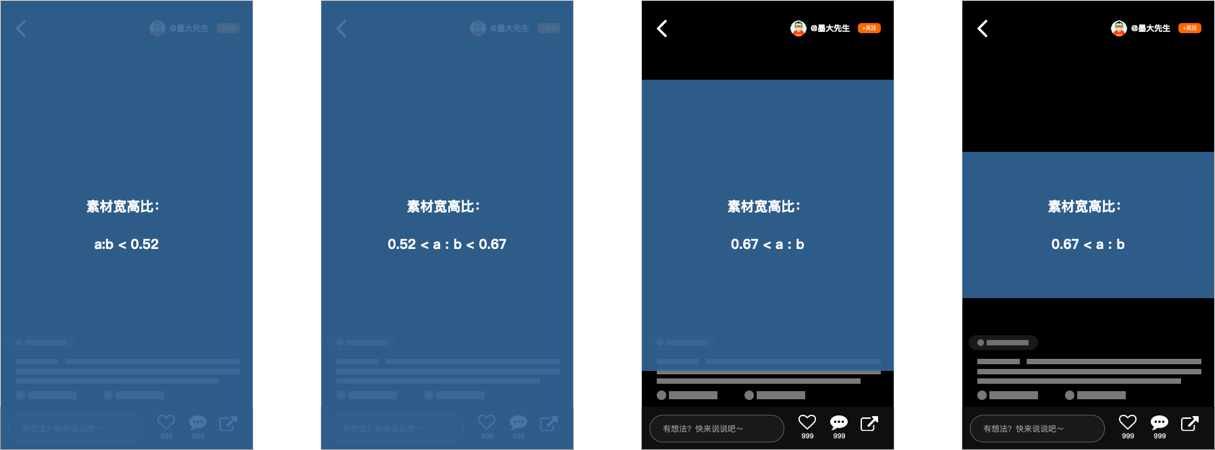 @墨大先生 +关注
素材宽高比：
a:b < 0.52
有想法？快来说说吧～
999 999
@墨大先生 +关注
素材宽高比：
0.52 < a : b < 0.67
有想法？快来说说吧～
999 999
@墨大先生 +关注
素材宽高比：
0.67 < a : b
有想法？快来说说吧～
999 999
@墨大先生 +关注
素材宽高比：
0.67 < a : b
有想法？快来说说吧～
999 999